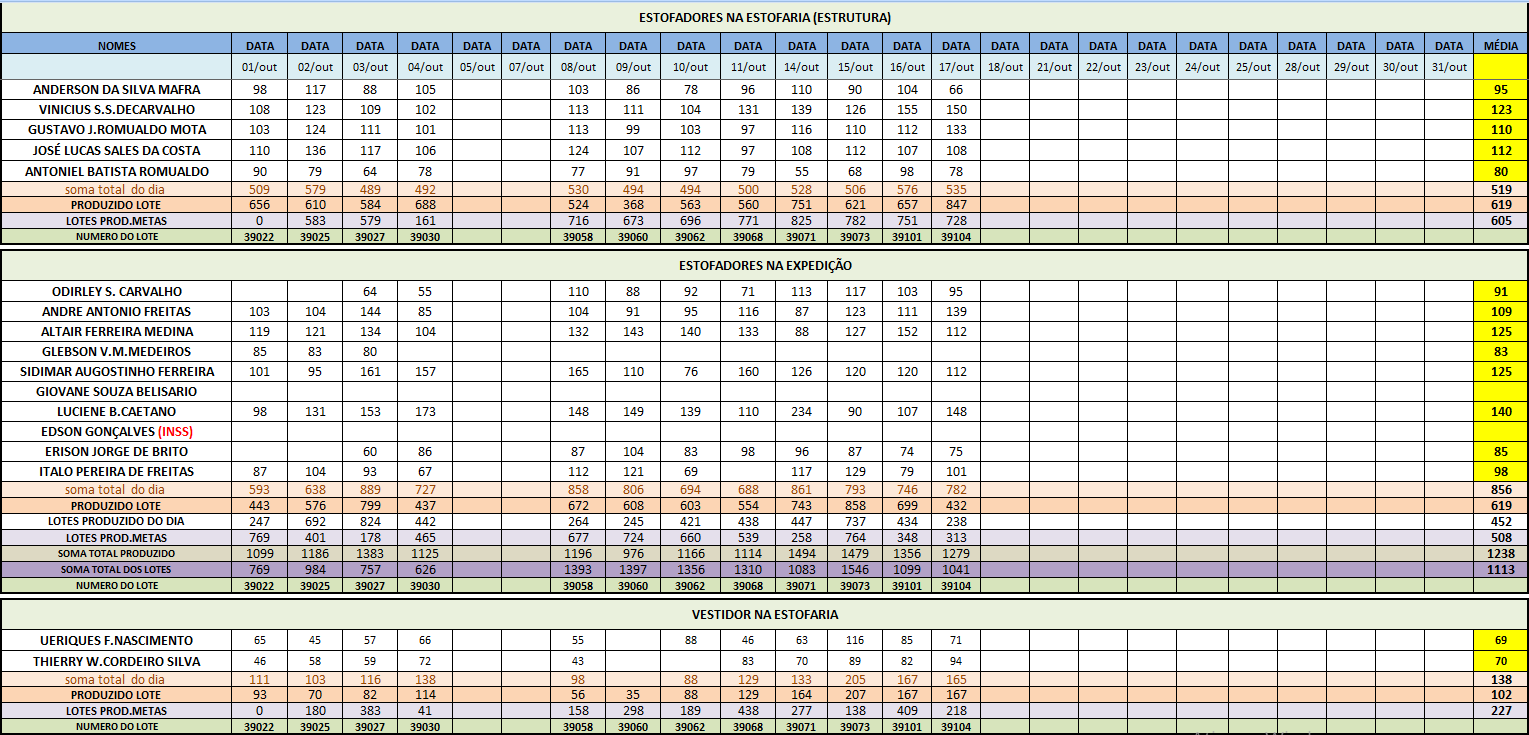 ESTOFADORES NA ESTOFARIA (ESTRUTURA)
NOMES DATA DATA DATA DATA DATA DATA DATA DATA DATA DATA DATA DATA DATA DATA DATA DATA DATA DATA DATA DATA DATA DATA DATA DATA MÉDIA
01/out 02/out 03/out 04/out 05/out 07/out 08/out 09/out 10/out 11/out 14/out 15/out 16/out 17/out 18/out 21/out 22/out 23/out 24/out 25/out 28/out 29/out 30/out 31/out
ANDERSON DA SILVA MAFRA 98 117 88 105 103 86 78 96 110 90 104 66 95
VINICIUS S.S.DECARVALHO 108 123 109 102 113 111 104 131 139 126 155 150 123
GUSTAVO J.ROMUALDO MOTA 103 124 111 101 113 99 103 97 116 110 112 133 110
JOSÉ LUCAS SALES DA COSTA 110 136 117 106 124 107 112 97 108 112 107 108 112
ANTONIEL BATISTA ROMUALDO 90 79 64 78 77 91 97 79 55 68 98 78 80
soma total do dia 509 579 489 492 530 494 494 500 528 506 576 535 519
PRODUZIDO LOTE 656 610 584 688 524 368 563 560 751 621 657 847 619
LOTES PROD.METAS 0 583 579 161 716 673 696 771 825 782 751 728 605
NUMERO DO LOTE 39022 39025 39027 39030 39058 39060 39062 39068 39071 39073 39101 39104
ESTOFADORES NA EXPEDIÇÃO
ODIRLEY S. CARVALHO 64 55 110 88 92 71 113 117 103 95 91
ANDRE ANTONIO FREITAS 103 104 144 85 104 91 95 116 87 123 111 139 109
ALTAIR FERREIRA MEDINA 119 121 134 104 132 143 140 133 88 127 152 112 125
GLEBSON V.M.MEDEIROS 85 83 80 83
SIDIMAR AUGOSTINHO FERREIRA 101 95 161 157 165 110 76 160 126 120 120 112 125
GIOVANE SOUZA BELISARIO
LUCIENE B.CAETANO 98 131 153 173 148 149 139 110 234 90 107 148 140
EDSON GONÇALVES (INSS)
ERISON JORGE DE BRITO 60 86 87 104 83 98 96 87 74 75 85
ITALO PEREIRA DE FREITAS 87 104 93 67 112 121 69 117 129 79 101 98
soma total do dia 593 638 889 727 858 806 694 688 861 793 746 782 856
PRODUZIDO LOTE 443 576 799 437 672 608 603 554 743 858 699 432 619
LOTES PRODUZIDO DO DIA 247 692 824 442 264 245 421 438 447 737 434 238 452
LOTES PROD.METAS 769 401 178 465 677 724 660 539 258 764 348 313 508
SOMA TOTAL PRODUZIDO 1099 1186 1383 1125 1196 976 1166 1114 1494 1479 1356 1279 1238
SOMA TOTAL DOS LOTES 769 984 757 626 1393 1397 1356 1310 1083 1546 1099 1041 1113
NUMERO DO LOTE 39022 39025 39027 39030 39058 39060 39062 39068 39071 39073 39101 39104
VESTIDOR NA ESTOFARIA
UERIQUES F.NASCIMENTO 65 45 57 66 55 88 46 63 116 85 71 69
THIERRY W.CORDEIRO SILVA 46 58 59 72 43 83 70 89 82 94 70
soma total do dia 111 103 116 138 98 88 129 133 205 167 165 138
PRODUZIDO LOTE 93 70 82 114 56 35 88 129 164 207 167 167 102
LOTES PROD.METAS 0 180 383 41 158 298 189 438 277 138 409 218 227
NUMERO DO LOTE 39022 39025 39027 39030 39058 39060 39062 39068 39071 39073 39101 39104